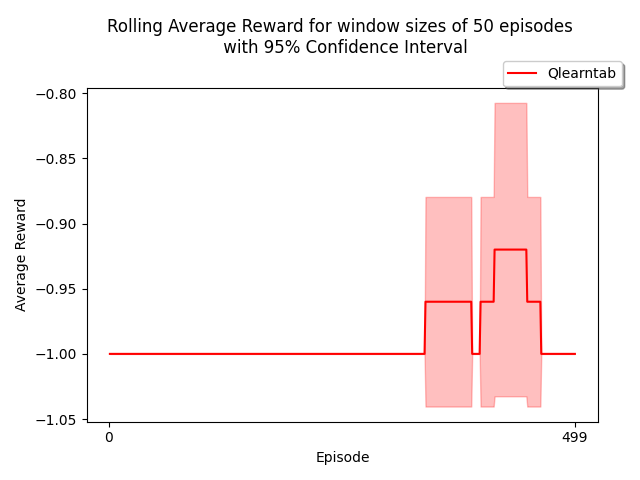 Rolling Average Reward for window sizes of 50 episodes
with 95% Confidence Interval
Qlearntab
−0.80
−0.85
−0.90
−0.95
−1.00
−1.05
Average Reward
0
499
Episode